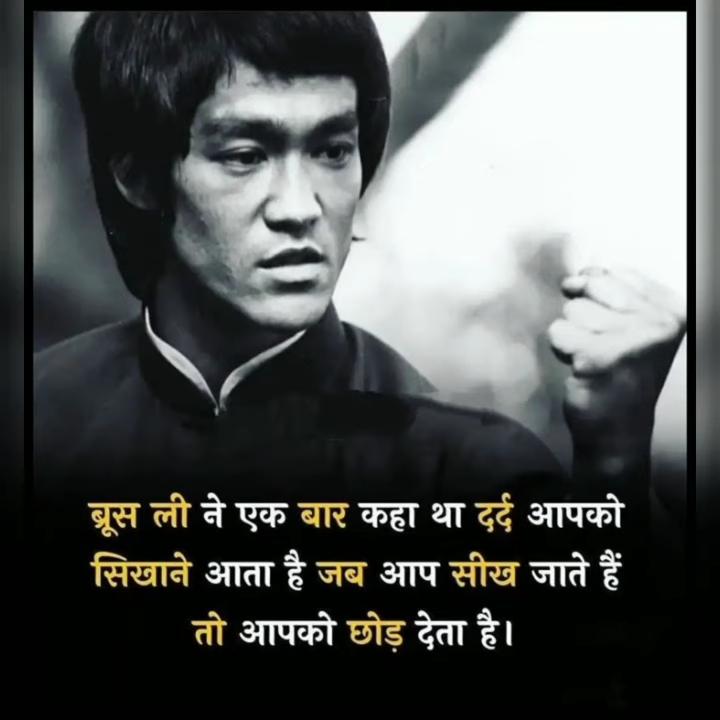 ब्रूस ली ने एक बार कहा था दर्द आपको
सिखाने आता है जब आप सीख जाते हैं
तो आपको छोड़ देता है।